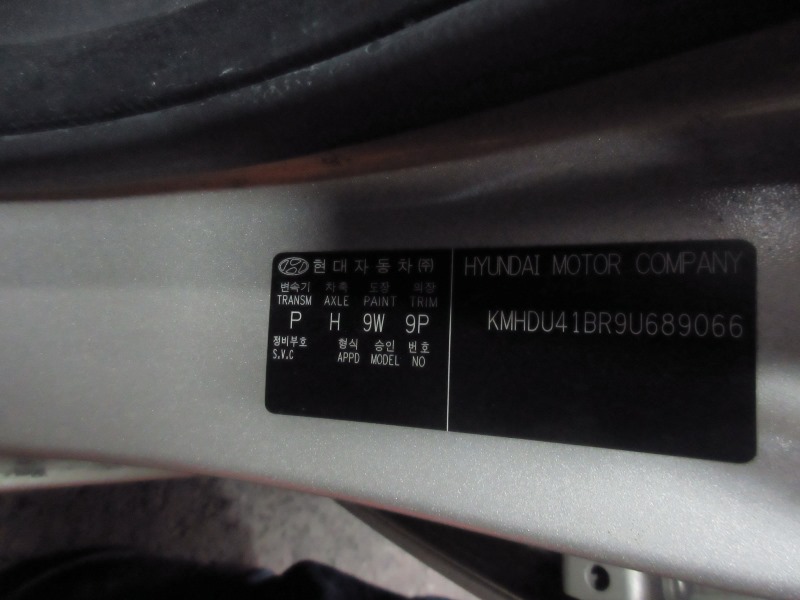 현대자동차(주)
변속기 차축 도장 의장
TRANSM AXLE PAINT TRIM
P H 9W 9P
정비부호 형식 승인 번호
S.V.C APPD MODEL NO
HYUNDAI MOTOR COMPANY
KMHDU41BR9U689066